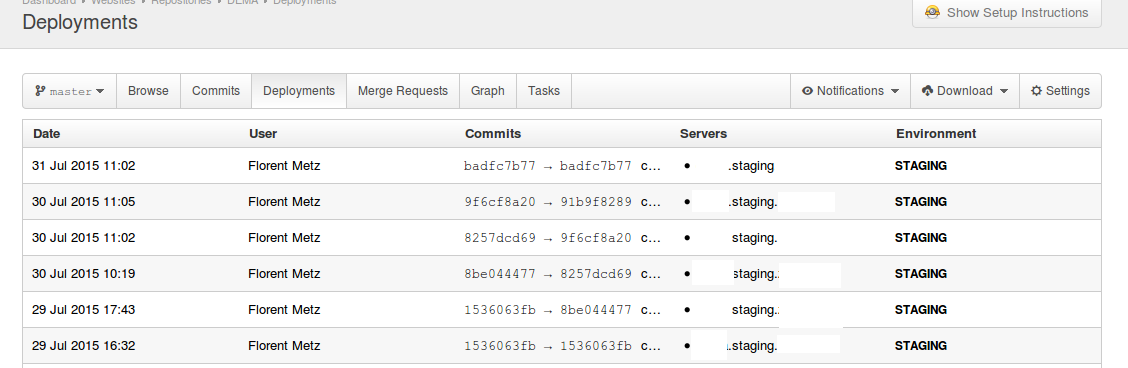 Dashboard Websites Repositories DEMA Deployments
Deployments
Show Setup Instructions
master Browse Commits Deployments Merge Requests Graph Tasks Notifications Download Settings
Date User Commits Servers Environment
31 Jul 2015 11:02 Florent Metz badfc7b77 → badfc7b77 c... • .staging STAGING
30 Jul 2015 11:05 Florent Metz 9f6cf8a20 → 91b9f8289 c... • .staging. STAGING
30 Jul 2015 11:02 Florent Metz 8257dcd69 → 9f6cf8a20 c... • .staging. STAGING
30 Jul 2015 10:19 Florent Metz 8be044477 → 8257dcd69 c... • staging. STAGING
29 Jul 2015 17:43 Florent Metz 1536063fb → 8be044477 c... • staging. STAGING
29 Jul 2015 16:32 Florent Metz 1536063fb → 1536063fb c... • .staging. STAGING